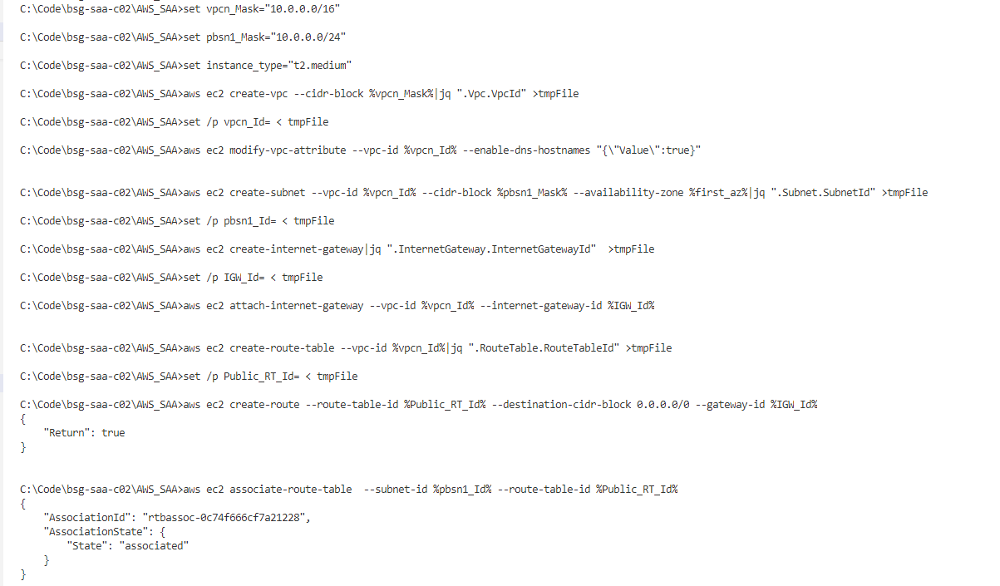 C:\Code\bsg-saa-c02\AWS_SAA>set vpcn_Mask="10.0.0.0/16"
C:\Code\bsg-saa-c02\AWS_SAA>set pbsn1_Mask="10.0.0.0/24"
C:\Code\bsg-saa-c02\AWS_SAA>set instance_type="t2.medium"
C:\Code\bsg-saa-c02\AWS_SAA>aws ec2 create-vpc --cidr-block %vpcn_Mask%|jq ".Vpc.VpcId" >tmpFile
C:\Code\bsg-saa-c02\AWS_SAA>set /p vpcn_Id= < tmpFile
C:\Code\bsg-saa-c02\AWS_SAA>aws ec2 modify-vpc-attribute --vpc-id %vpcn_Id% --enable-dns-hostnames "{\"Value\":true}"
C:\Code\bsg-saa-c02\AWS_SAA>aws ec2 create-subnet --vpc-id %vpcn_Id% --cidr-block %pbsn1_Mask% --availability-zone %first_az%|jq ".Subnet.SubnetId" >tmpFile
C:\Code\bsg-saa-c02\AWS_SAA>set /p pbsn1_Id= < tmpFile
C:\Code\bsg-saa-c02\AWS_SAA>aws ec2 create-internet-gateway|jq ".InternetGateway.InternetGatewayId"  >tmpFile
C:\Code\bsg-saa-c02\AWS_SAA>set /p IGW_Id= < tmpFile
C:\Code\bsg-saa-c02\AWS_SAA>aws ec2 attach-internet-gateway --vpc-id %vpcn_Id% --internet-gateway-id %IGW_Id%
C:\Code\bsg-saa-c02\AWS_SAA>aws ec2 create-route-table --vpc-id %vpcn_Id%|jq ".RouteTable.RouteTableId" >tmpFile
C:\Code\bsg-saa-c02\AWS_SAA>set /p Public_RT_Id= < tmpFile
C:\Code\bsg-saa-c02\AWS_SAA>aws ec2 create-route --route-table-id %Public_RT_Id% --destination-cidr-block 0.0.0.0/0 --gateway-id %IGW_Id%
{
    "Return": true
}
C:\Code\bsg-saa-c02\AWS_SAA>aws ec2 associate-route-table  --subnet-id %pbsn1_Id% --route-table-id %Public_RT_Id%
{
    "AssociationId": "rtbassoc-0c74f666cf7a21228",
    "AssociationState": {
        "State": "associated"
    }
}